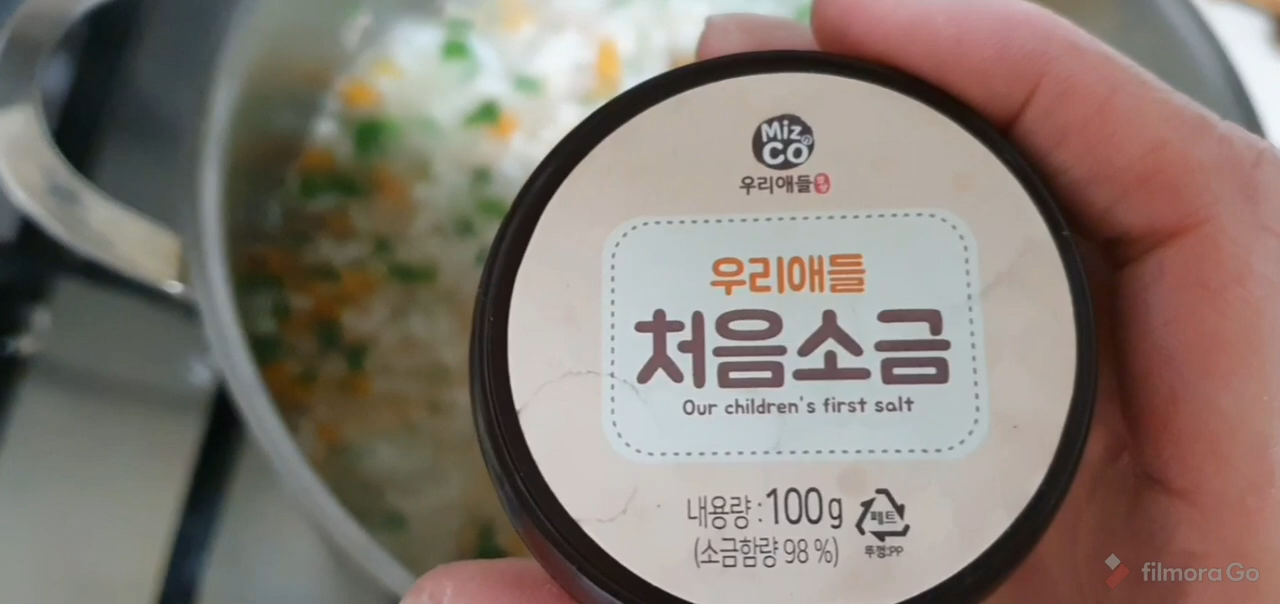 Miz
CO
우리애들
우리애들
처음소금
Our children's first salt
내용량 : 100g
(소금함량 98 %)
페트
뚜껑:PP
filmora Go